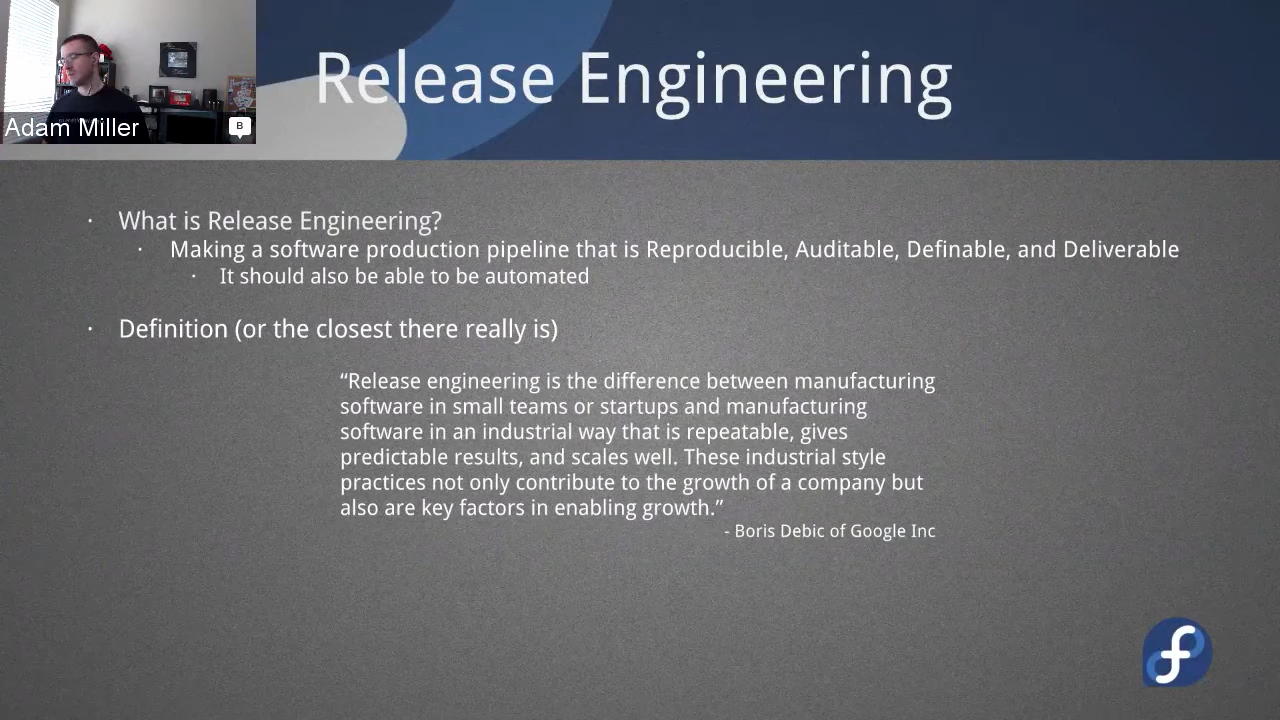 Release Engineering
Adam Miller
B
· What is Release Engineering?
· Making a software production pipeline that is Reproducible, Auditable, Definable, and Deliverable
· It should also be able to be automated
· Definition (or the closest there really is)
“Release engineering is the difference between manufacturing
software in small teams or startups and manufacturing
software in an industrial way that is repeatable, gives
predictable results, and scales well. These industrial style
practices not only contribute to the growth of a company but
also are key factors in enabling growth.”
- Boris Debic of Google Inc